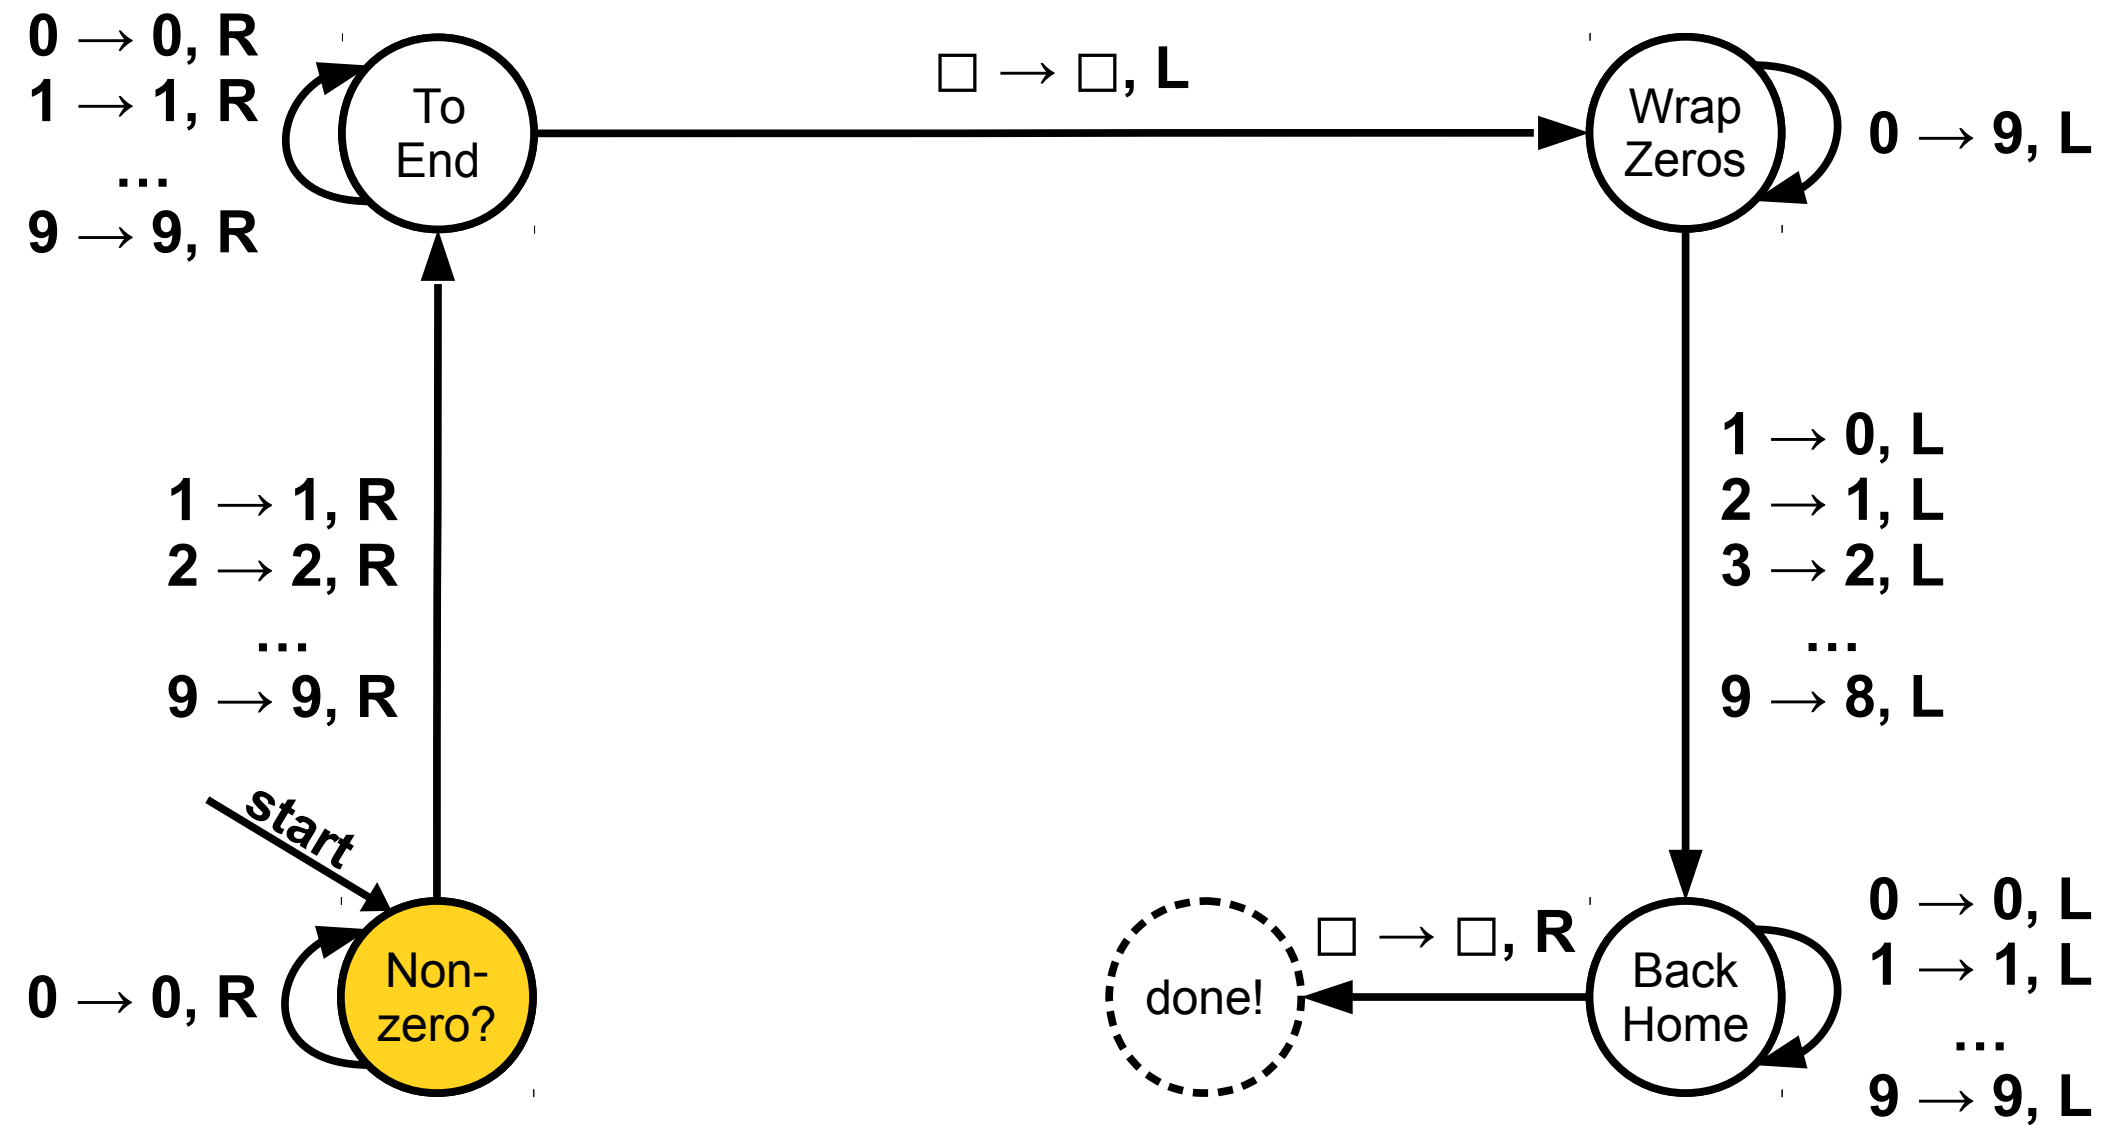 0 → 0, R
1 → 1, R
…
9 → 9, R
To
End
□ → □, L
Wrap
Zeros
0 → 9, L
1 → 1, R
2 → 2, R
…
9 → 9, R
1 → 0, L
2 → 1, L
3 → 2, L
…
9 → 8, L
start
0 → 0, R
Non-
zero?
done!
□ → □, R
Back
Home
0 → 0, L
1 → 1, L
…
9 → 9, L